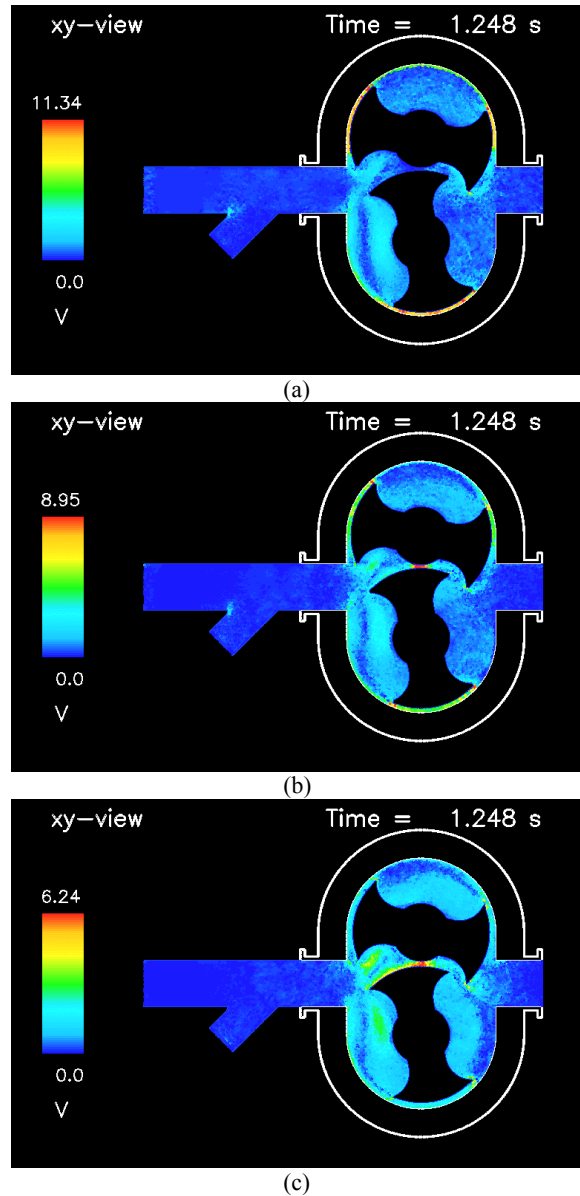 xy-view Time = 1.248 s
11.34
0.0
V
(a)
xy-view Time = 1.248 s
8.95
0.0
V
(b)
xy-view Time = 1.248 s
6.24
0.0
V
(c)